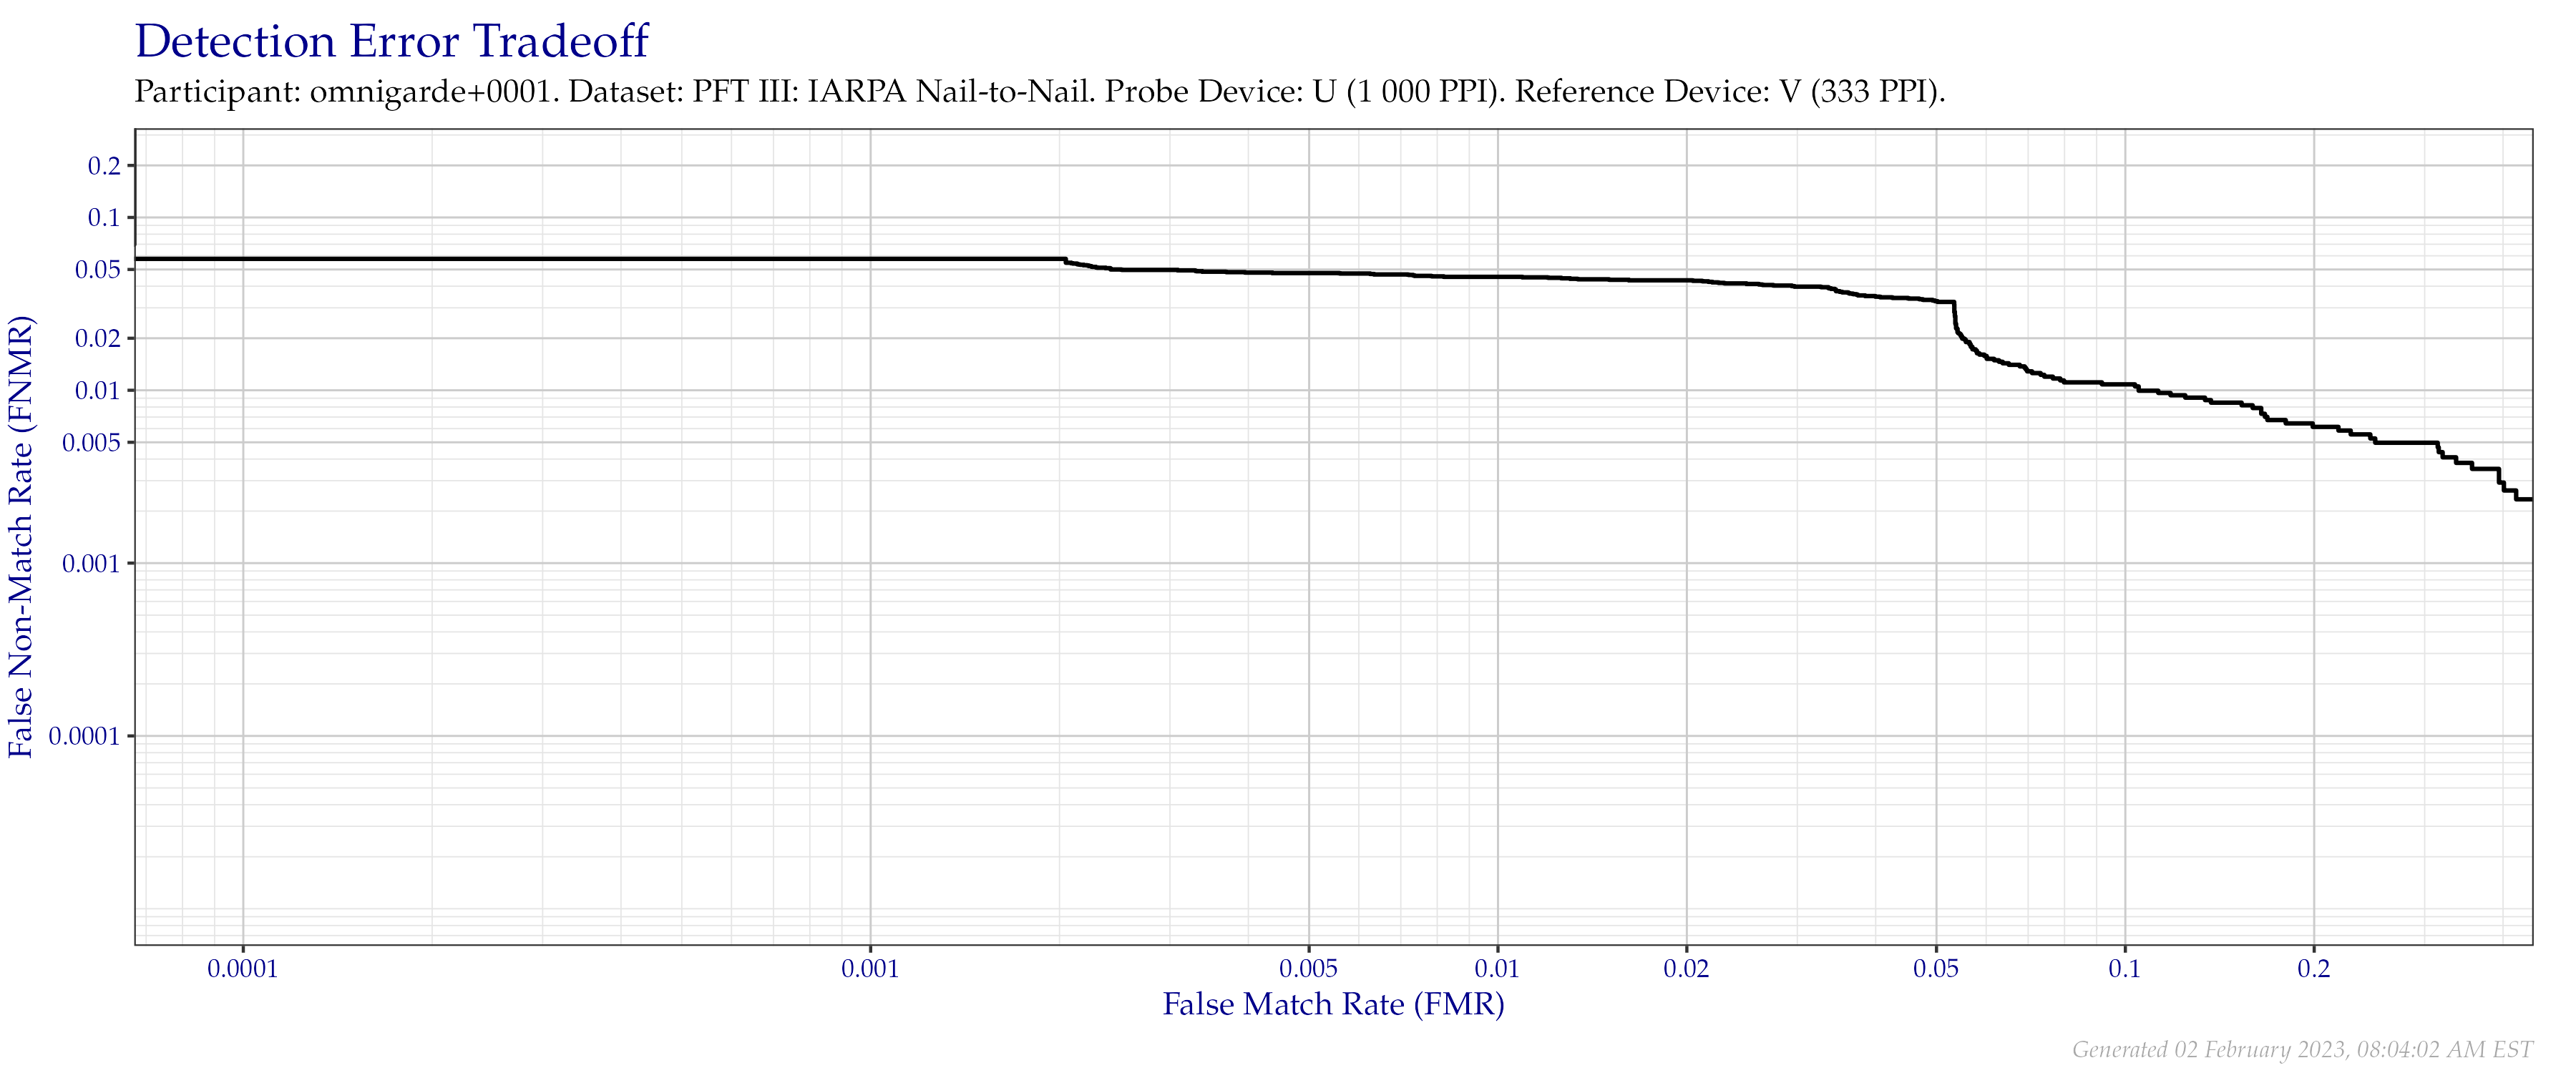 Detection Error Tradeoff
Participant: omnigarde+0001. Dataset: PFT III: IARPA Nail-to-Nail. Probe Device: U (1 000 PPI). Reference Device: V (333 PPI).
False Non-Match Rate (FNMR)
0.2
0.1
0.05
0.02
0.01
0.005
0.001
0.0001
0.0001 0.001 0.005 0.01 0.02 0.05 0.1 0.2
False Match Rate (FMR)
Generated 02 February 2023, 08:04:02 AM EST